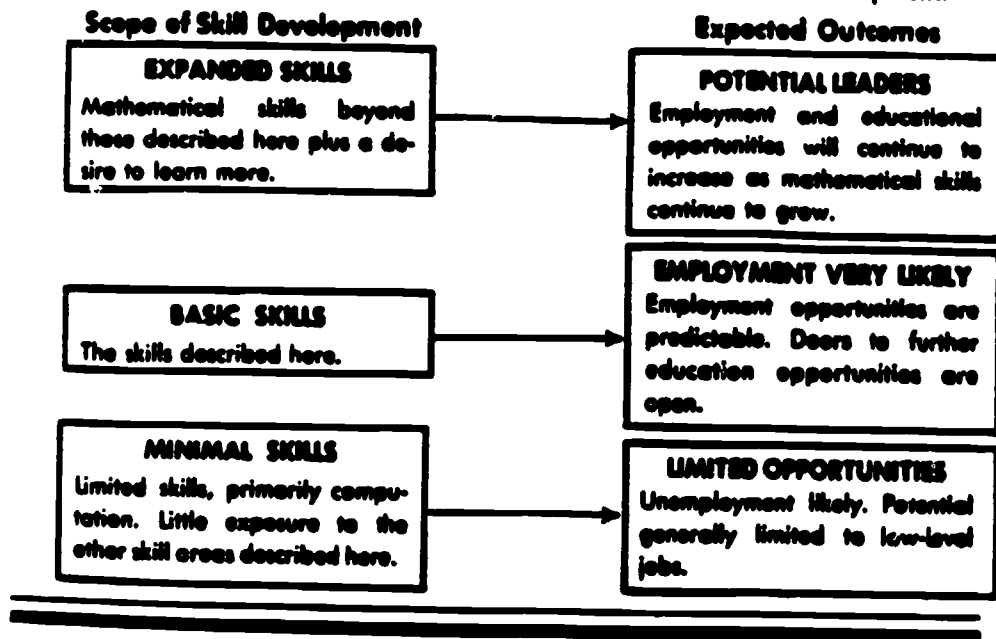 Scope of Skill Development
EXPANDED SKILLS
Mathematical skills beyond
those described here plus a de-
sire to learn more.
BASIC SKILLS
The skills described here.
MINIMAL SKILLS
Limited skills, primarily compu-
tation. Little exposure to the
other skill areas described here.
Expected Outcomes
POTENTIAL LEADERS
Employment and educational
opportunities will continue to
increase as mathematical skills
continue to grow.
EMPLOYMENT VERY LIKELY
Employment opportunities are
predictable. Doors to further
education opportunities are
open.
LIMITED OPPORTUNITIES
Unemployment likely. Potential
generally limited to low-level
jobs.